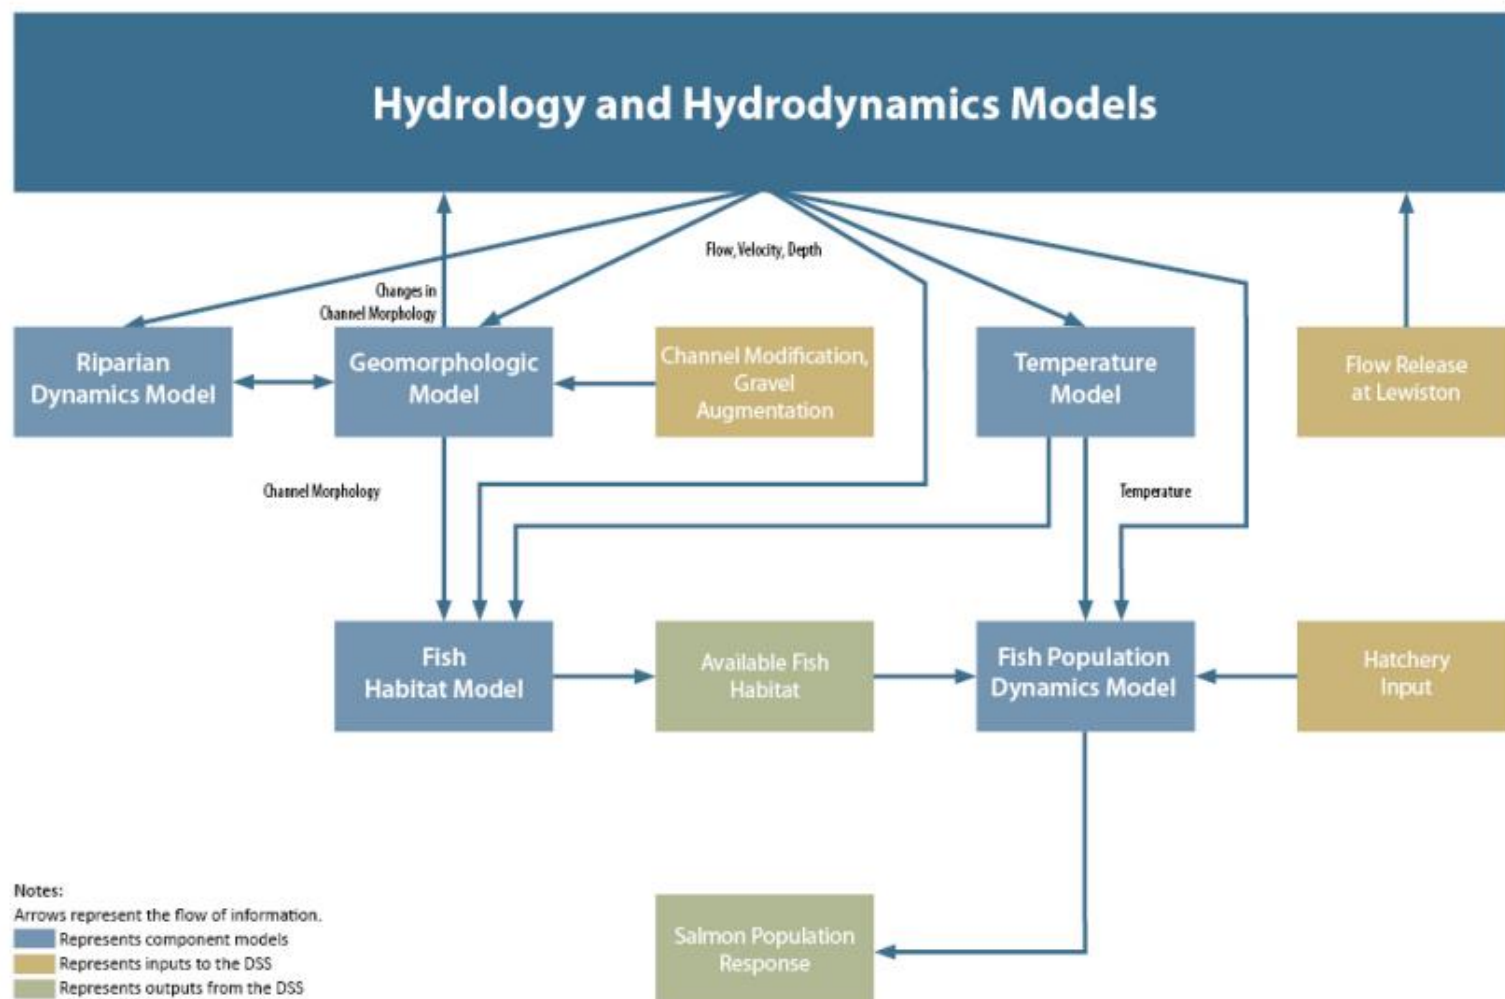 Hydrology and Hydrodynamics Models
Flow, Velocity, Depth
Changes in
Channel Morphology
Riparian
Dynamics Model
Geomorphologic
Model
Channel Modification,
Gravel
Augmentation
Temperature
Model
Flow Release
at Lewiston
Channel Morphology
Temperature
Fish
Habitat Model
Available Fish
Habitat
Fish Population
Dynamics Model
Hatchery
Input
Salmon Population
Response
Notes:
Arrows represent the flow of information.
Represents component models
Represents inputs to the DSS
Represents outputs from the DSS